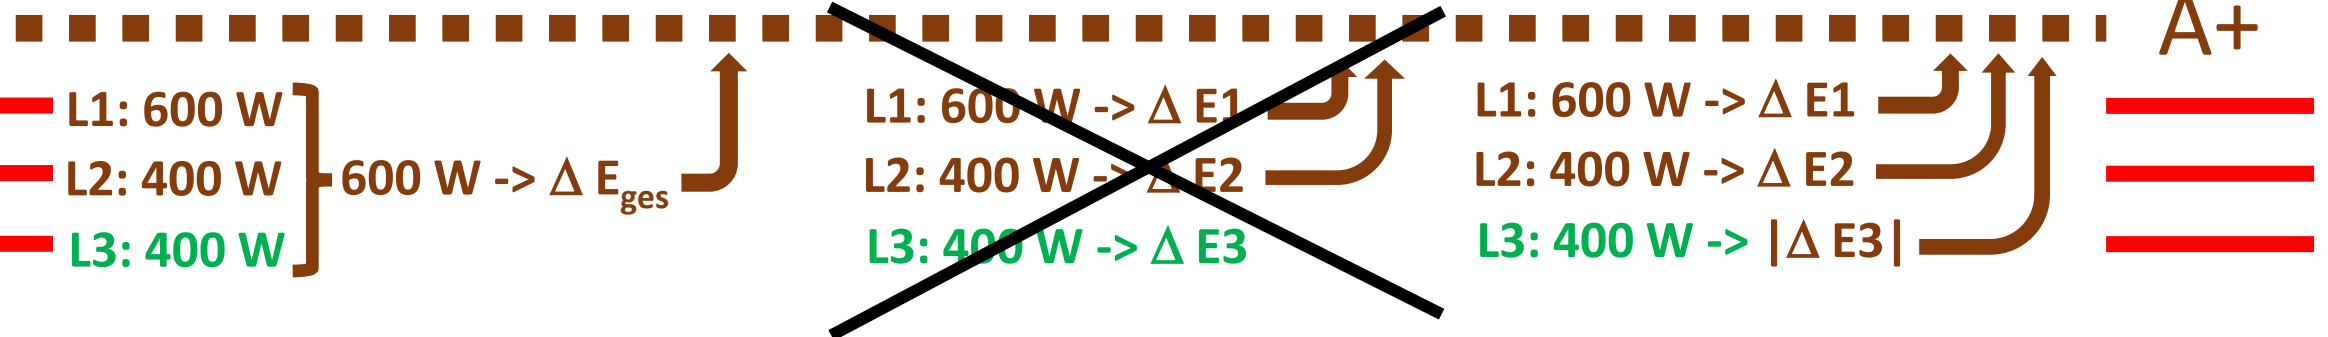 A+
L1: 600 W
L2: 400 W
L3: 400 W
600 W -> Δ Eges
L1: 600 W -> Δ E1
L2: 400 W -> Δ E2
L3: 400 W -> Δ E3
L1: 600 W -> Δ E1
L2: 400 W -> Δ E2
L3: 400 W -> |Δ E3|